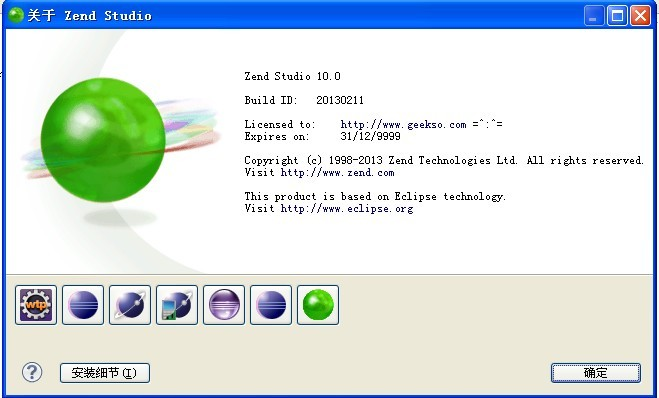 关于 Zend Studio
Zend Studio 10.0
Build ID: 20130211
Licensed to: http://www.geekso.com =^:^=
Expires on: 31/12/9999
Copyright (c) 1998-2013 Zend Technologies Ltd. All rights reserved.
Visit http://www.zend.com
This product is based on Eclipse technology.
Visit http://www.eclipse.org
wtp
?
安装细节(I)
确定